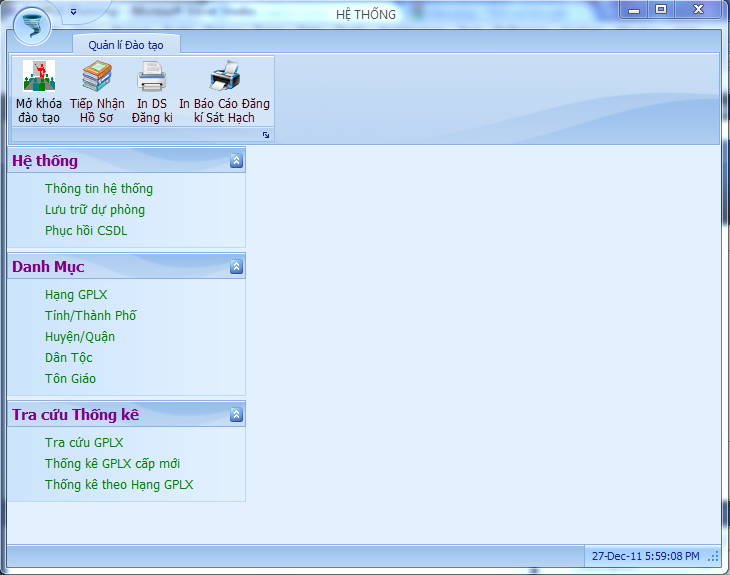 HỆ THỐNG
Quản lí Đào tạo
Mở khóa
đào tạo
Tiếp Nhận
Hồ Sơ
In DS
Đăng kí
In Báo Cáo Đăng
kí Sát Hạch
Hệ thống
Thông tin hệ thống
Lưu trữ dự phòng
Phục hồi CSDL
Danh Mục
Hạng GPLX
Tỉnh/Thành Phố
Huyện/Quận
Dân Tộc
Tôn Giáo
Tra cứu Thống kê
Tra cứu GPLX
Thống kê GPLX cấp mới
Thống kê theo Hạng GPLX
27-Dec-11 5:59:08 PM